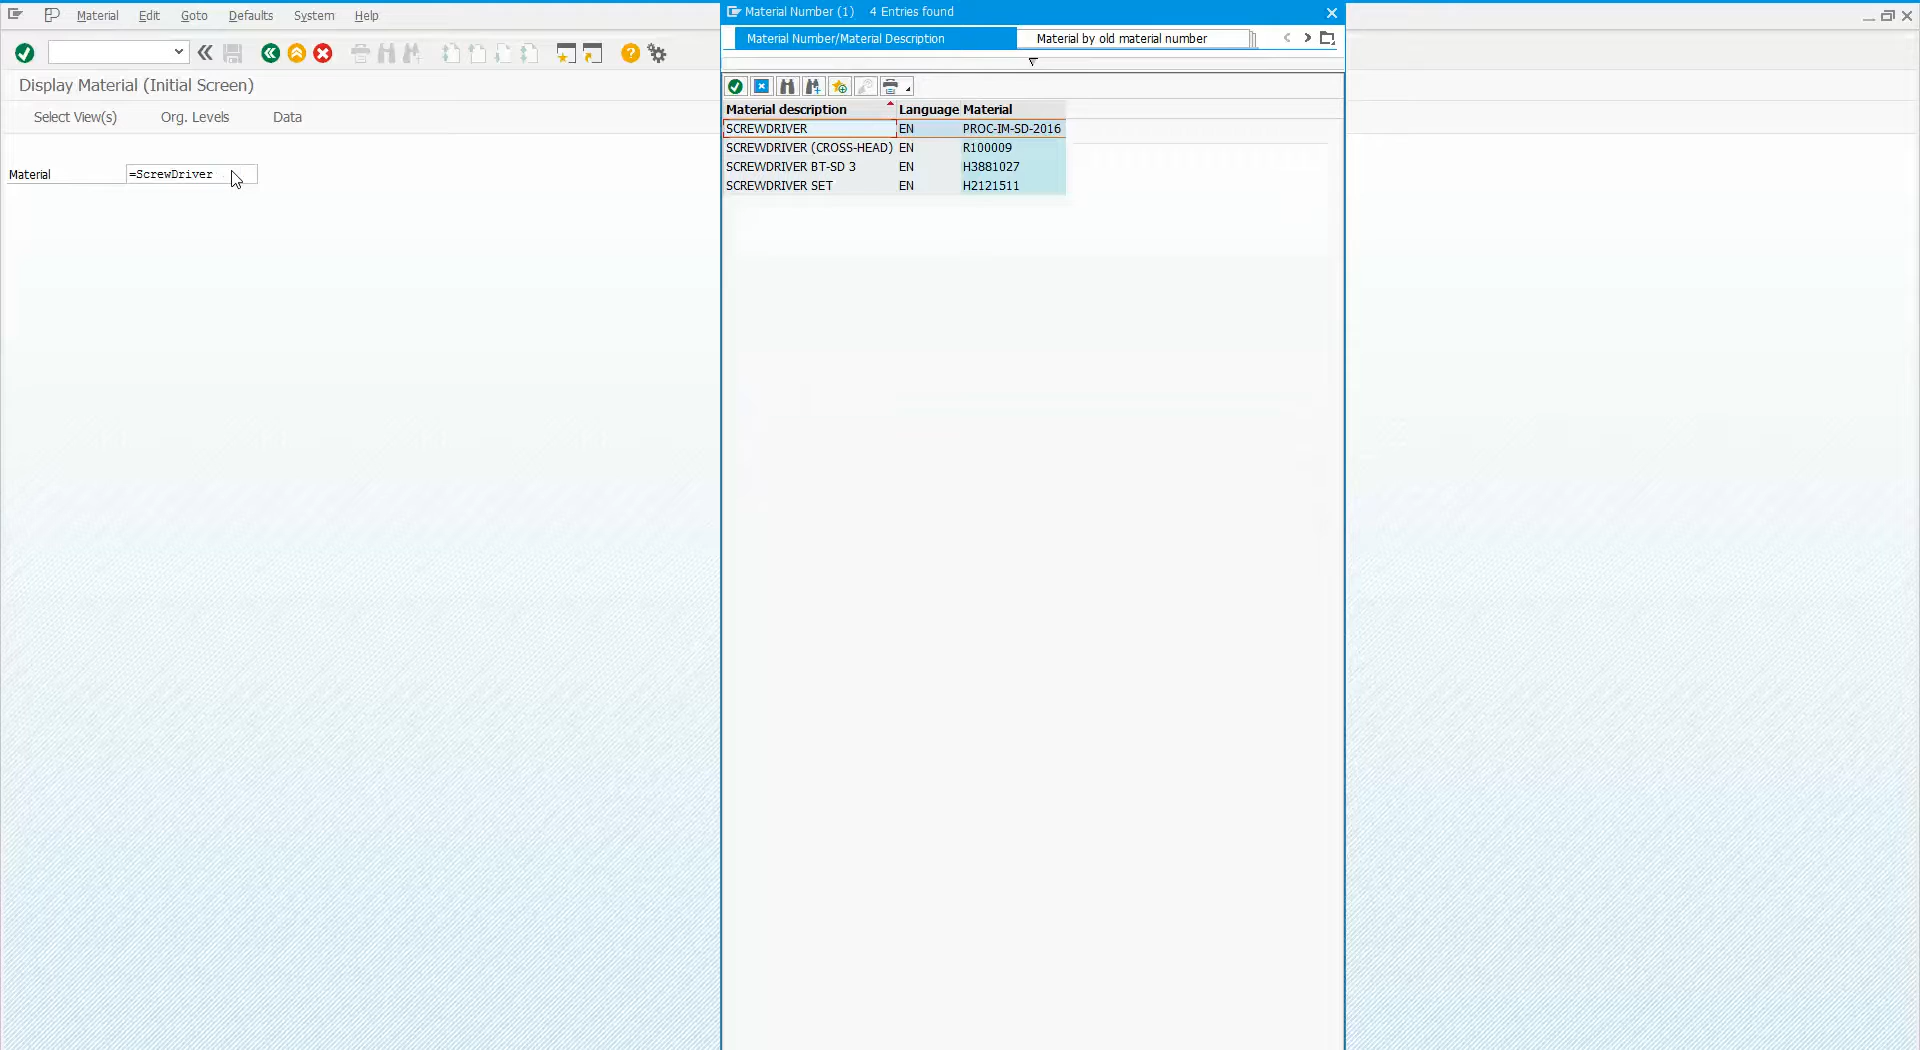 Material Edit Goto Defaults System Help
Display Material (Initial Screen)
Select View(s) Org. Levels Data
Material =ScrewDriver
Material Number (1) 4 Entries found
Material Number/Material Description Material by old material number
Material description Language Material
SCREWDRIVER EN PROC-IM-SD-2016
SCREWDRIVER (CROSS-HEAD) EN R100009
SCREWDRIVER BT-SD 3 EN H3881027
SCREWDRIVER SET EN H2121511